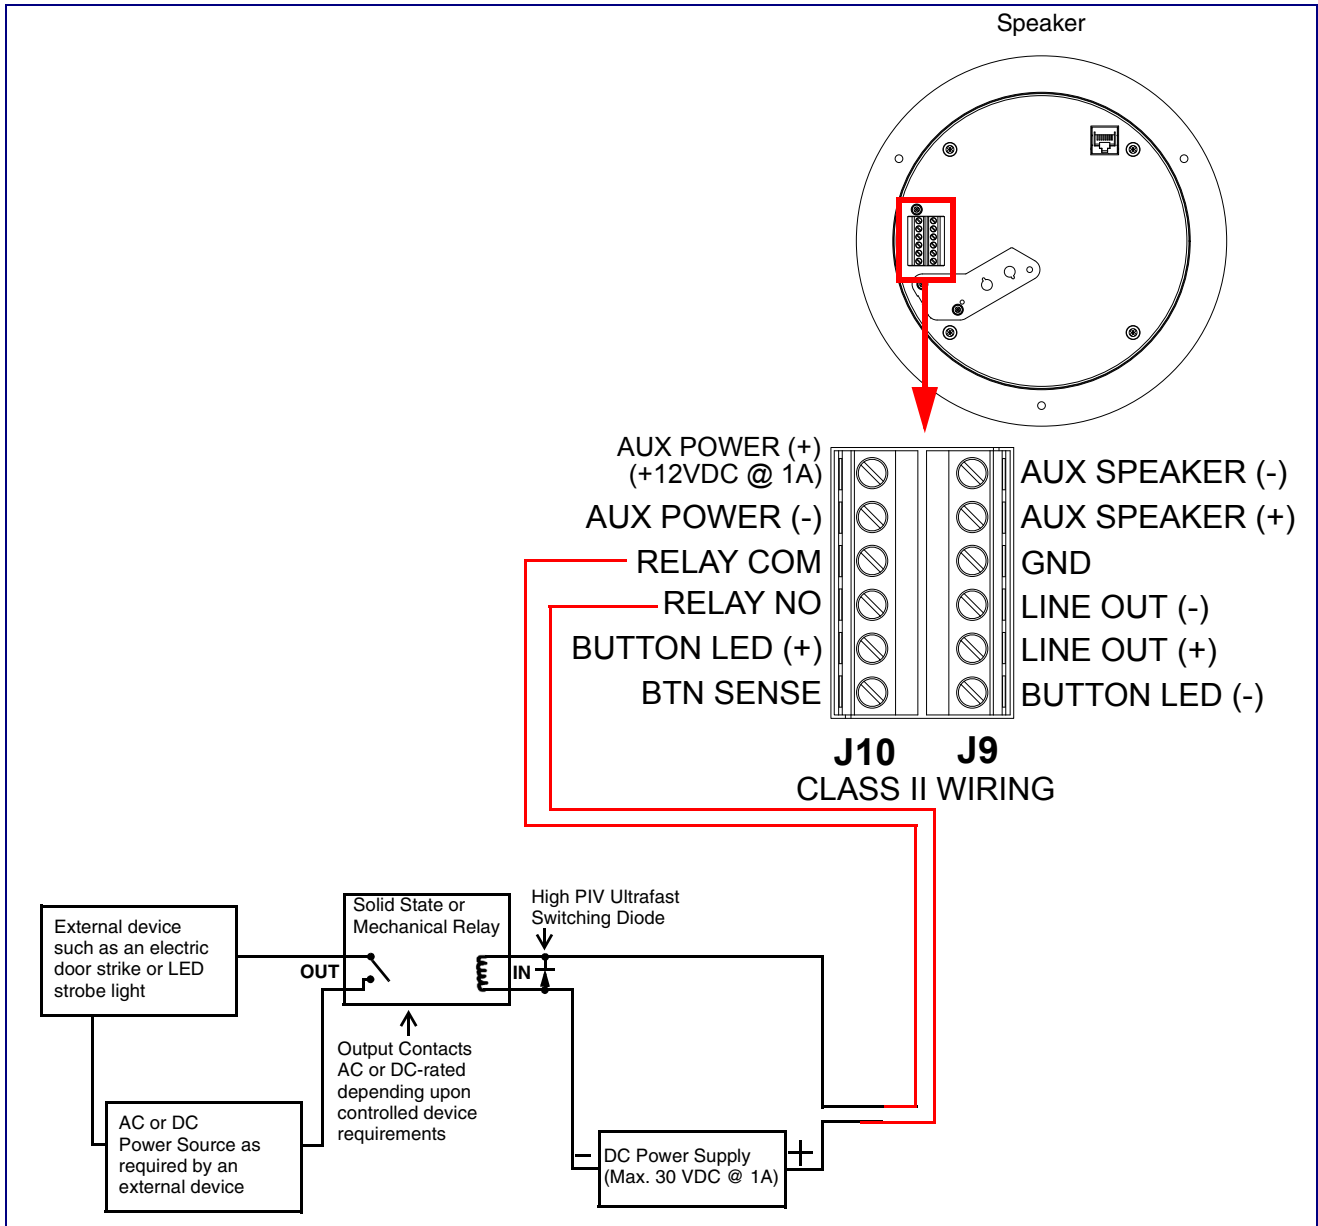 Speaker
AUX POWER (+)
(+12VDC @ 1A)
AUX POWER (-)
RELAY COM
RELAY NO
BUTTON LED (+)
BTN SENSE
AUX SPEAKER (-)
AUX SPEAKER (+)
GND
LINE OUT (-)
LINE OUT (+)
BUTTON LED (-)
J10
J9
CLASS II WIRING
External device
such as an electric
door strike or LED
strobe light
Solid State or
Mechanical Relay
OUT
IN
High PIV Ultrafast
Switching Diode
Output Contacts
AC or DC-rated
depending upon
controlled device
requirements
AC or DC
Power Source as
required by an
external device
-
DC Power Supply
(Max. 30 VDC @ 1A)
+